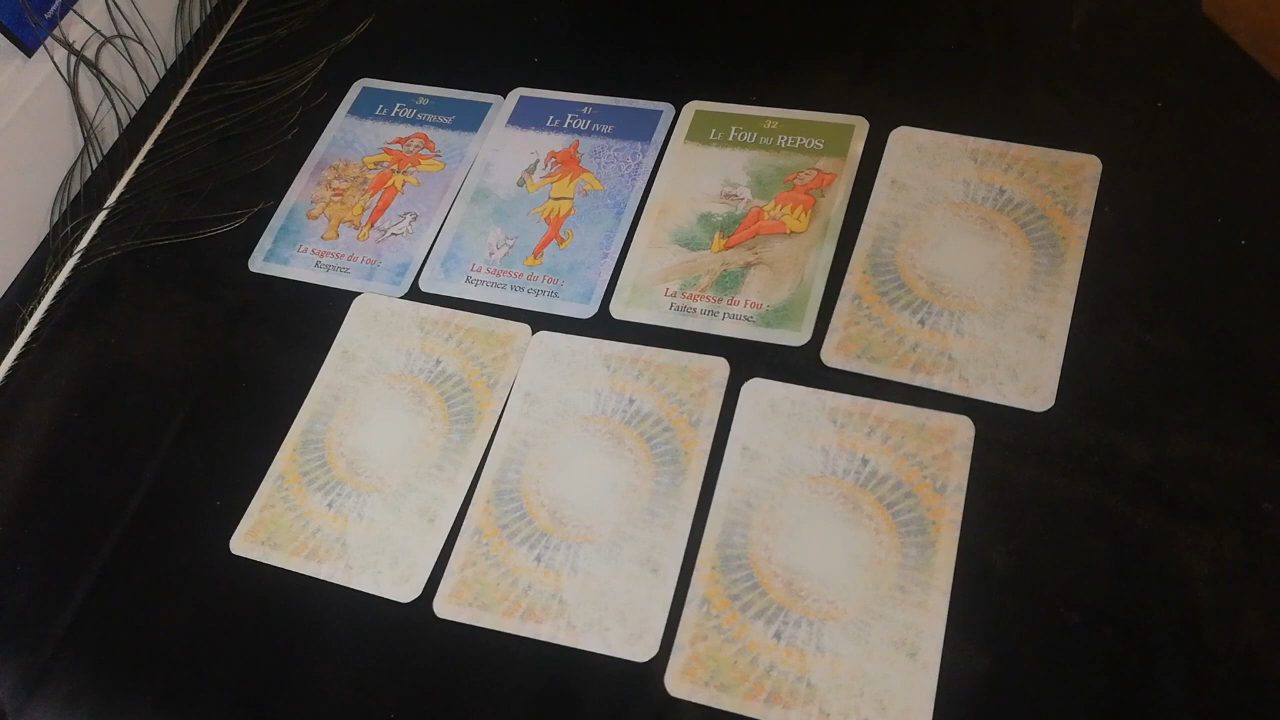 -30-
Le Fou stressé
La sagesse du Fou :
Respirez.
-41-
Le Fou ivre
La sagesse du Fou :
Reprenez vos esprits.
-32-
Le Fou du repos
La sagesse du Fou :
Faites une pause.